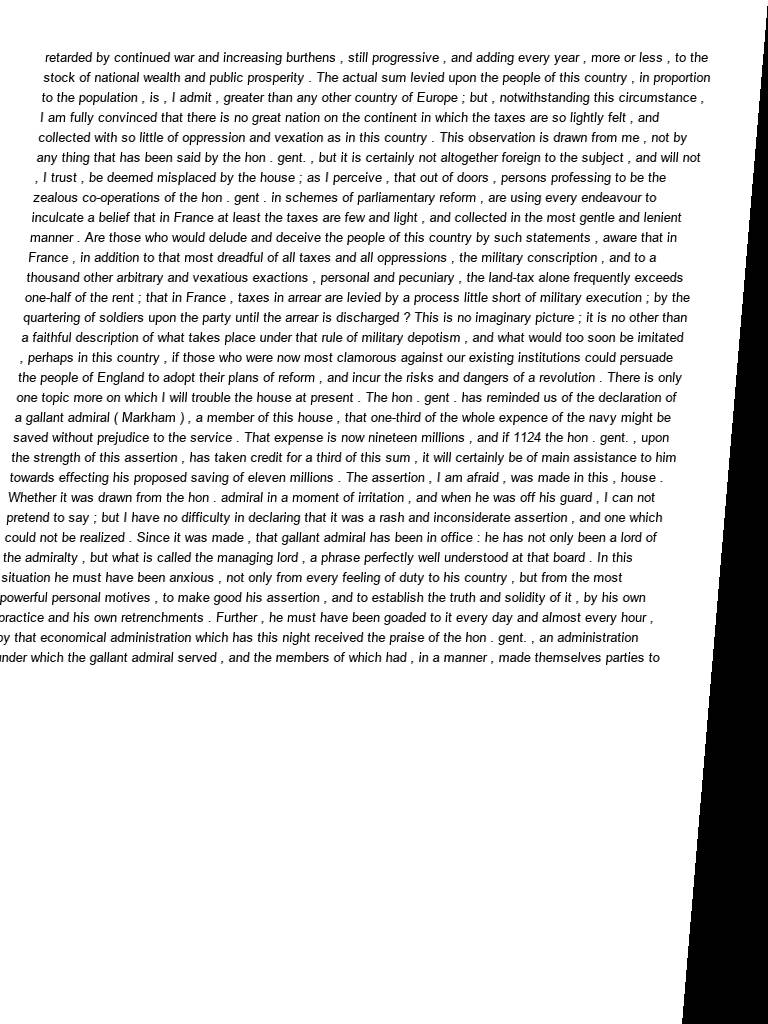 retarded by continued war and increasing burthens , still progressive , and adding every year , more or less , to the
stock of national wealth and public prosperity . The actual sum levied upon the people of this country , in proportion
to the population , is , I admit , greater than any other country of Europe ; but , notwithstanding this circumstance ,
I am fully convinced that there is no great nation on the continent in which the taxes are so lightly felt , and
collected with so little of oppression and vexation as in this country . This observation is drawn from me , not by
any thing that has been said by the hon . gent. , but it is certainly not altogether foreign to the subject , and will not
, I trust , be deemed misplaced by the house ; as I perceive , that out of doors , persons professing to be the
zealous co-operations of the hon . gent . in schemes of parliamentary reform , are using every endeavour to
inculcate a belief that in France at least the taxes are few and light , and collected in the most gentle and lenient
manner . Are those who would delude and deceive the people of this country by such statements , aware that in
France , in addition to that most dreadful of all taxes and all oppressions , the military conscription , and to a
thousand other arbitrary and vexatious exactions , personal and pecuniary , the land-tax alone frequently exceeds
one-half of the rent ; that in France , taxes in arrear are levied by a process little short of military execution ; by the
quartering of soldiers upon the party until the arrear is discharged ? This is no imaginary picture ; it is no other than
a faithful description of what takes place under that rule of military depotism , and what would too soon be imitated
, perhaps in this country , if those who were now most clamorous against our existing institutions could persuade
the people of England to adopt their plans of reform , and incur the risks and dangers of a revolution . There is only
one topic more on which I will trouble the house at present . The hon . gent . has reminded us of the declaration of
a gallant admiral ( Markham ) , a member of this house , that one-third of the whole expence of the navy might be
saved without prejudice to the service . That expense is now nineteen millions , and if 1124 the hon . gent. , upon
the strength of this assertion , has taken credit for a third of this sum , it will certainly be of main assistance to him
towards effecting his proposed saving of eleven millions . The assertion , I am afraid , was made in this , house .
Whether it was drawn from the hon . admiral in a moment of irritation , and when he was off his guard , I can not
pretend to say ; but I have no difficulty in declaring that it was a rash and inconsiderate assertion , and one which
could not be realized . Since it was made , that gallant admiral has been in office : he has not only been a lord of
the admiralty , but what is called the managing lord , a phrase perfectly well understood at that board . In this
situation he must have been anxious , not only from every feeling of duty to his country , but from the most
powerful personal motives , to make good his assertion , and to establish the truth and solidity of it , by his own
practice and his own retrenchments . Further , he must have been goaded to it every day and almost every hour ,
by that economical administration which has this night received the praise of the hon . gent. , an administration
under which the gallant admiral served , and the members of which had , in a manner , made themselves parties to